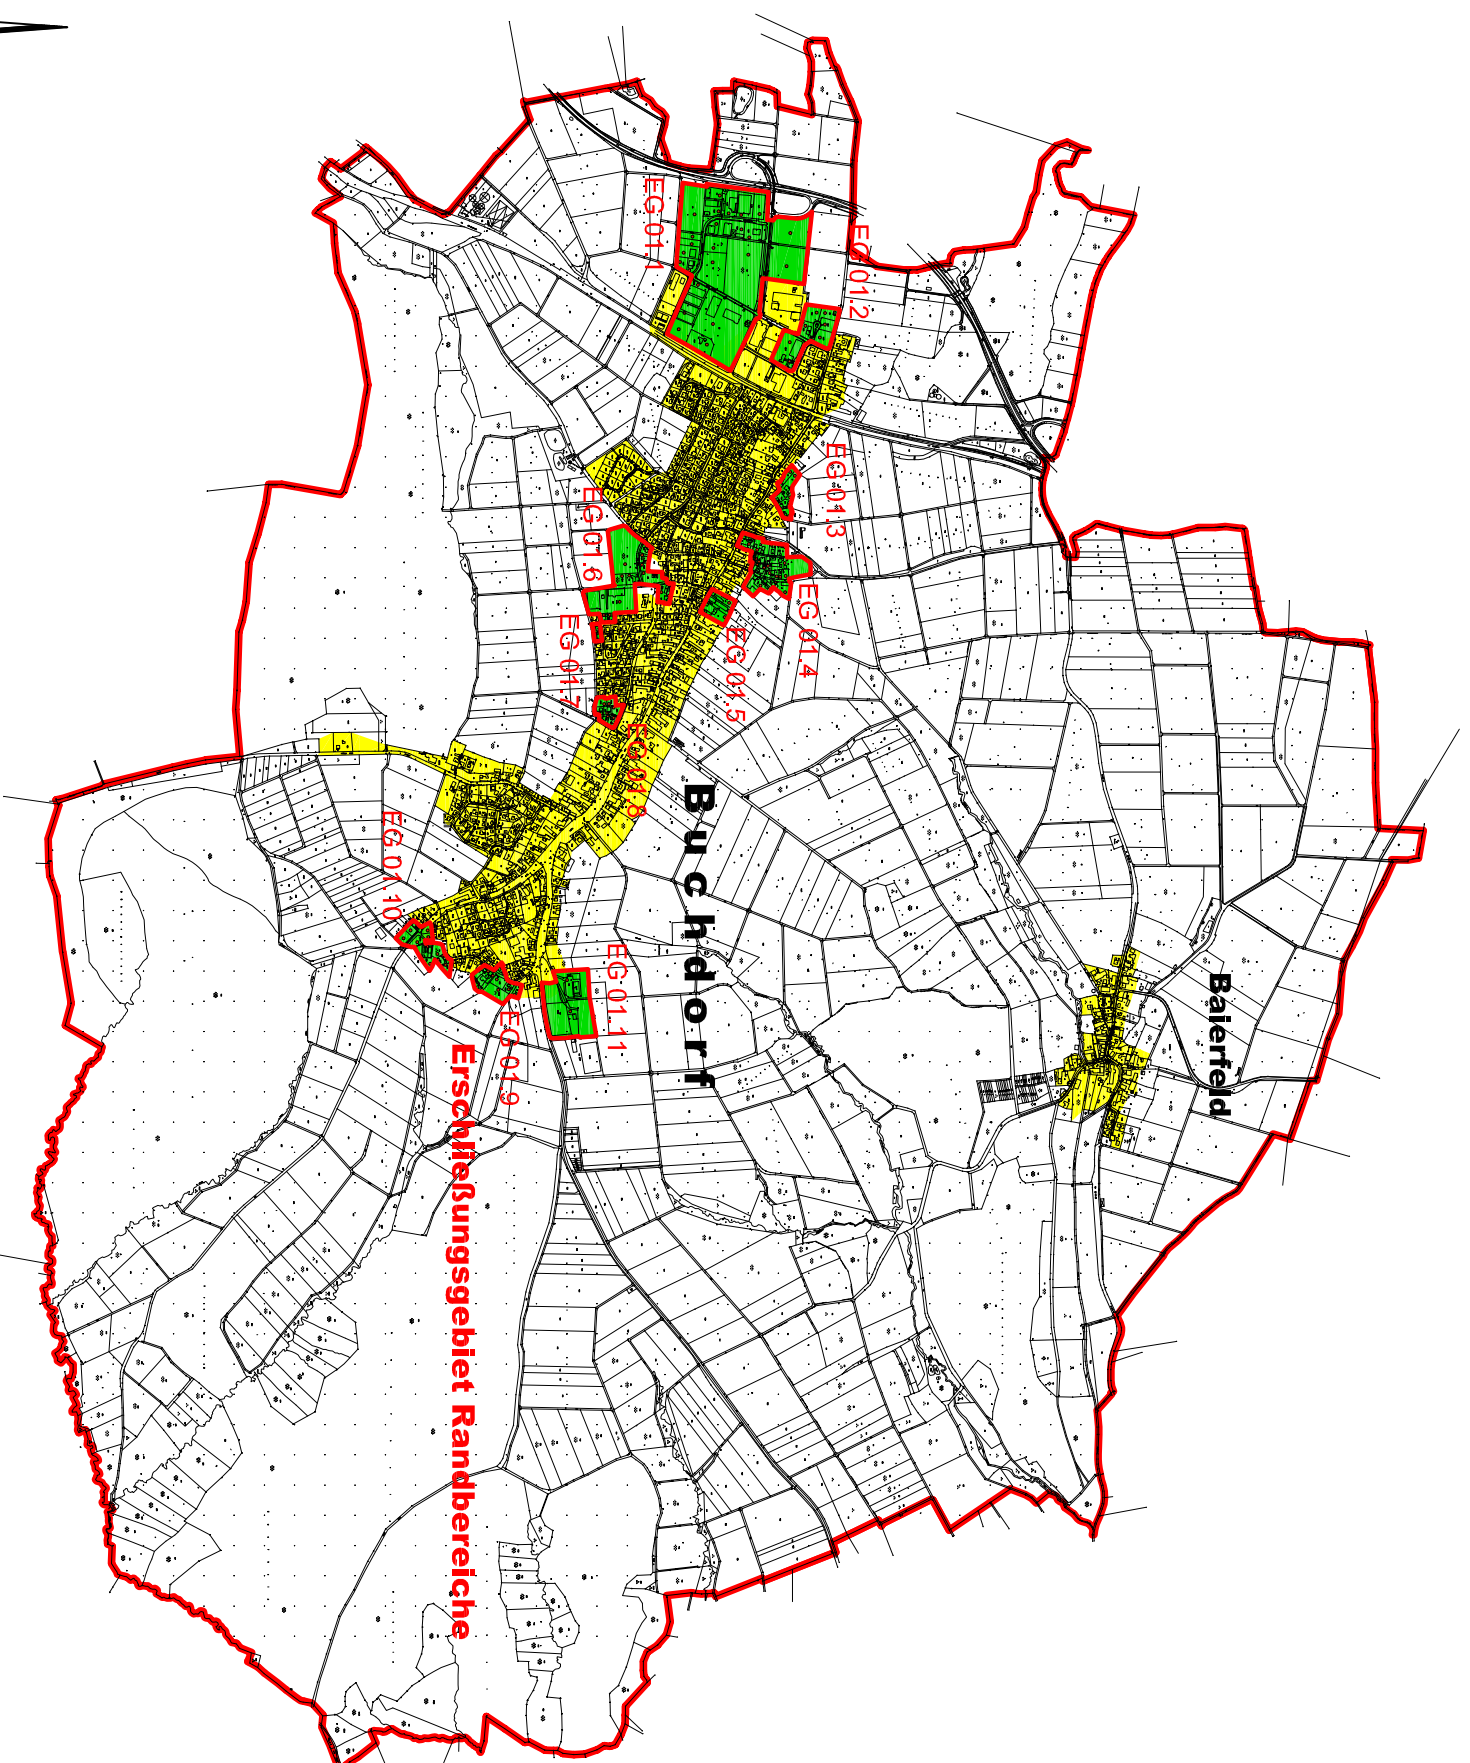 Baierfeld
EG 01.2
EG 01.3
EG 01.4
EG 01.5
Buchdorf
EG 01.1
EG 01.8
EG 01.11
EG 01.6
EG 01.7
EG 01.9
Erschließungsgebiet Randbereiche
EG 01.10